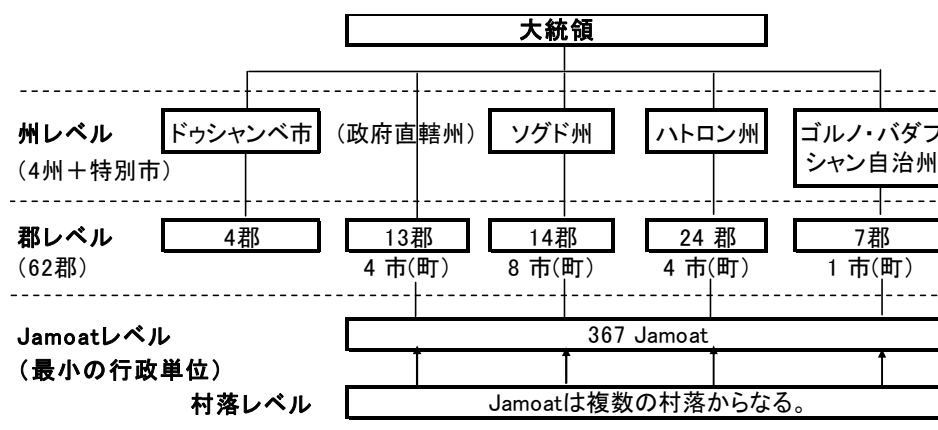 大統領
州レベル
(4州＋特別市)
ドゥシャンベ市
(政府直轄州)
ソグド州
ハトロン州
ゴルノ・バダフ
シャン自治州
郡レベル
(62郡)
4郡
13郡
4 市(町)
14郡
8 市(町)
24 郡
4 市(町)
7郡
1 市(町)
Jamoatレベル
(最小の行政単位)
367 Jamoat
村落レベル
Jamoatは複数の村落からなる。